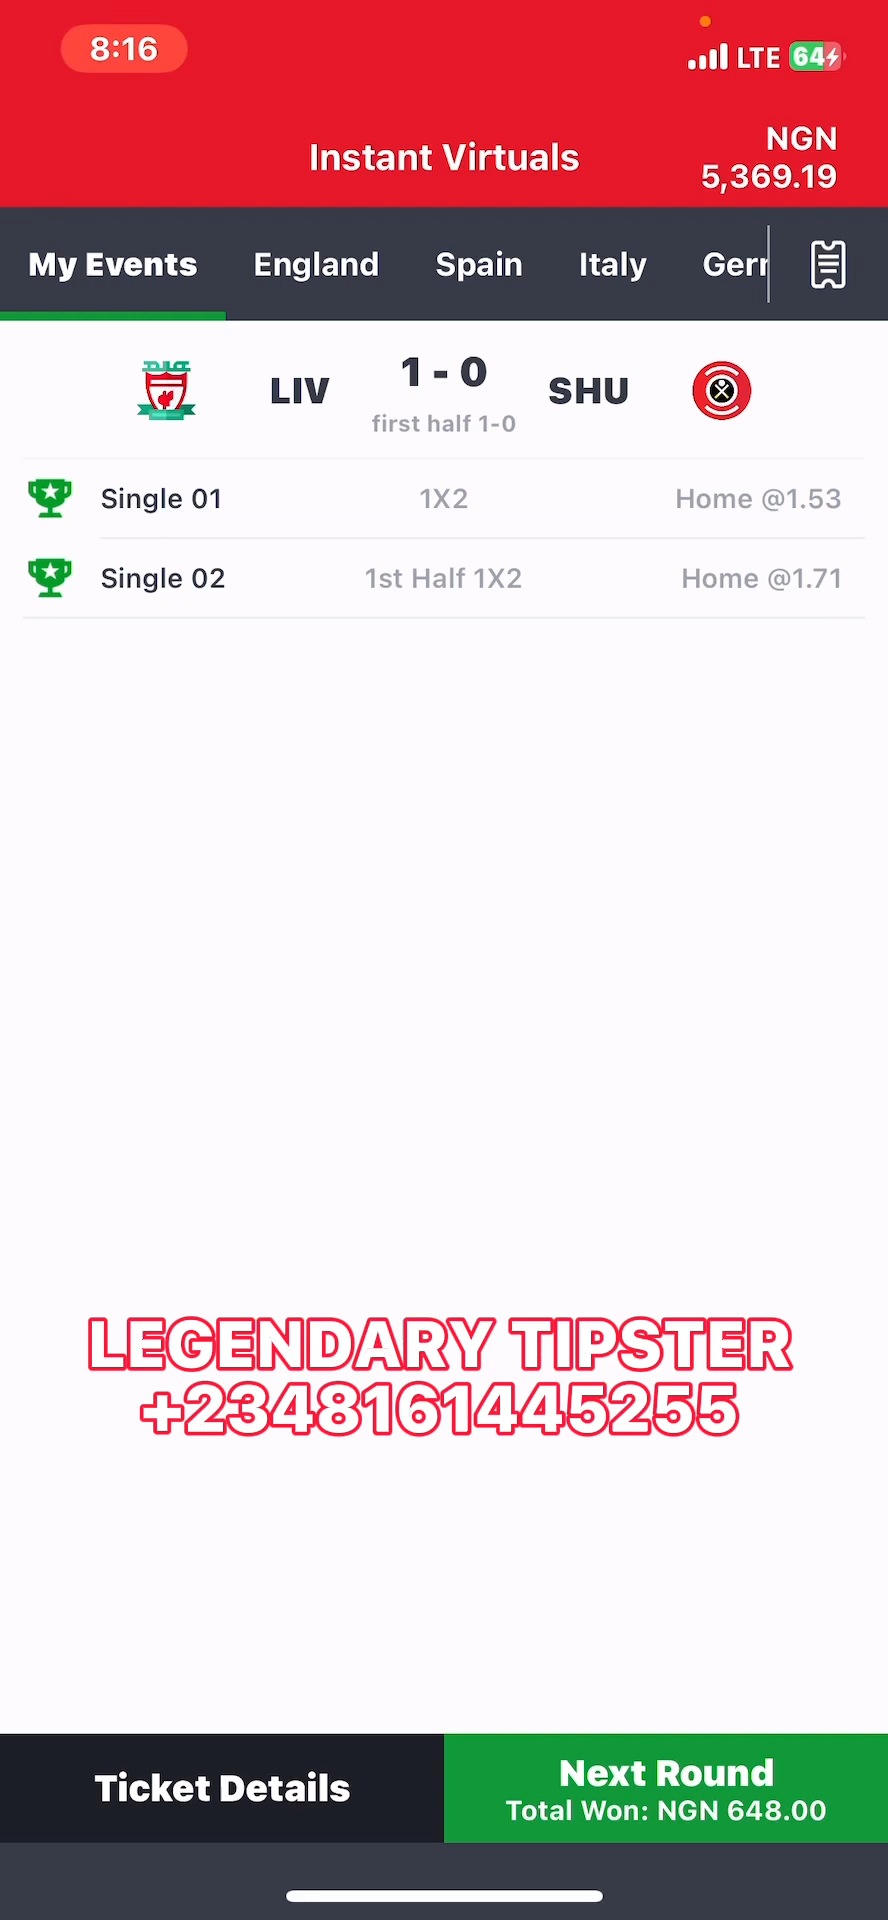 8:16
LTE 64
Instant Virtuals
NGN
5,369.19
My Events England Spain Italy Gerr
LIV 1 - 0 SHU
first half 1-0
Single 01 1X2 Home @1.53
Single 02 1st Half 1X2 Home @1.71
LEGENDARY TIPSTER
+2348161445255
Ticket Details
Next Round
Total Won: NGN 648.00